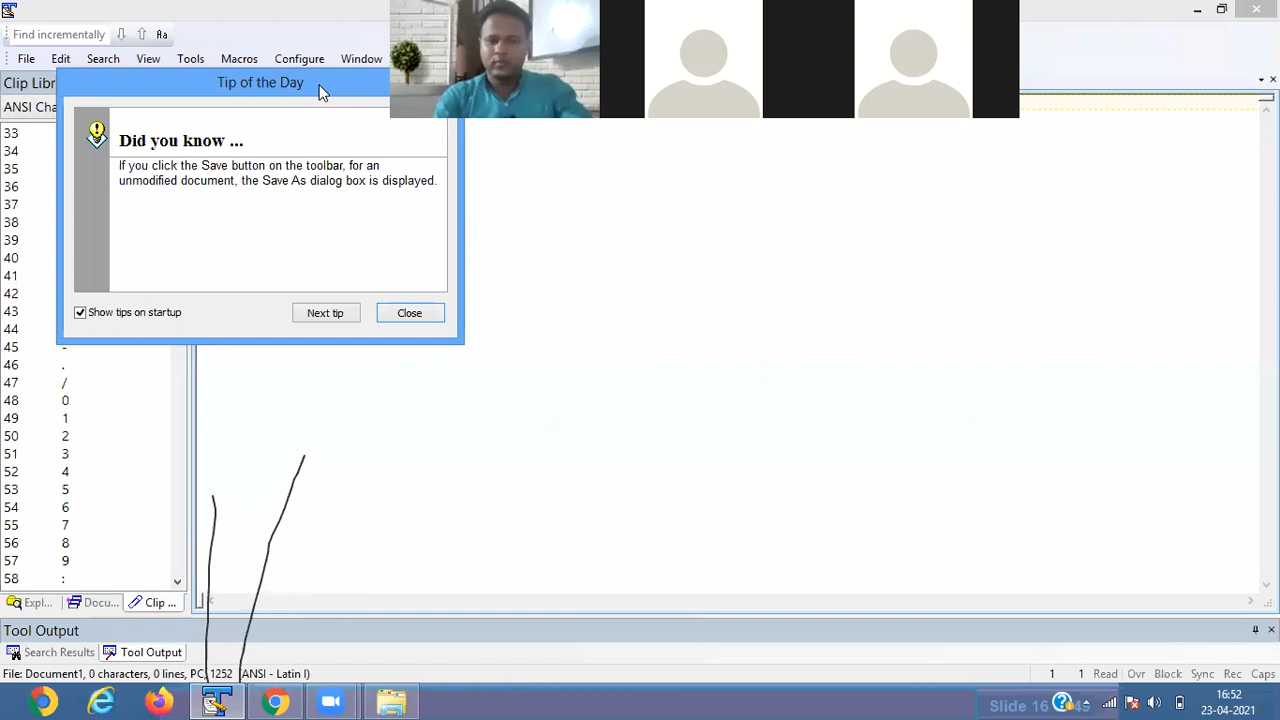 Find incrementally
Aa
File Edit Search View Tools Macros Configure Window
Clip Libr
ANSI Cha
Tip of the Day
Did you know ...
If you click the Save button on the toolbar, for an
unmodified document, the Save As dialog box is displayed.
Show tips on startup
Next tip
Close
33
34
35
36
37
38
39
40
41
42
43
44
45 -
46 .
47 /
48 0
49 1
50 2
51 3
52 4
53 5
54 6
55 7
56 8
57 9
58 :
Expl... Docu... Clip ...
Tool Output
Search Results Tool Output
File: Document1, 0 characters, 0 lines, PC, 1252 (ANSI - Latin I)
1 1 Read Ovr Block Sync Rec Caps
Slide 16
16:52
23-04-2021